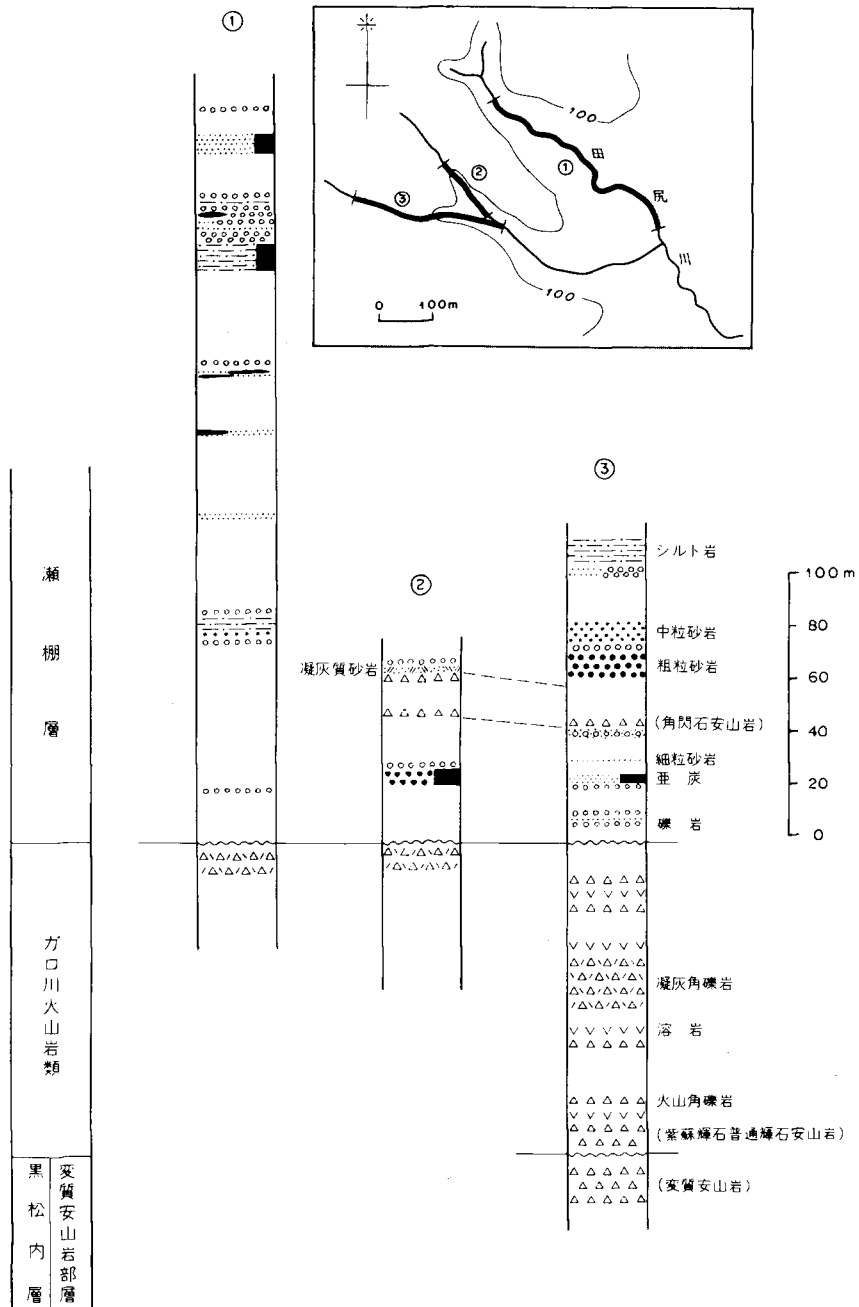 ①
100
①
②
③
田
尻
川
100
0 100m
③
②
瀬棚層
ガロ川火山岩類
黒松内層
変質安山岩部層
凝灰質砂岩
シルト岩
中粒砂岩
粗粒砂岩
(角閃石安山岩)
細粒砂岩
亜炭
礫岩
凝灰角礫岩
溶岩
火山角礫岩
(紫蘇輝石普通輝石安山岩)
(変質安山岩)
100m
80
60
40
20
0